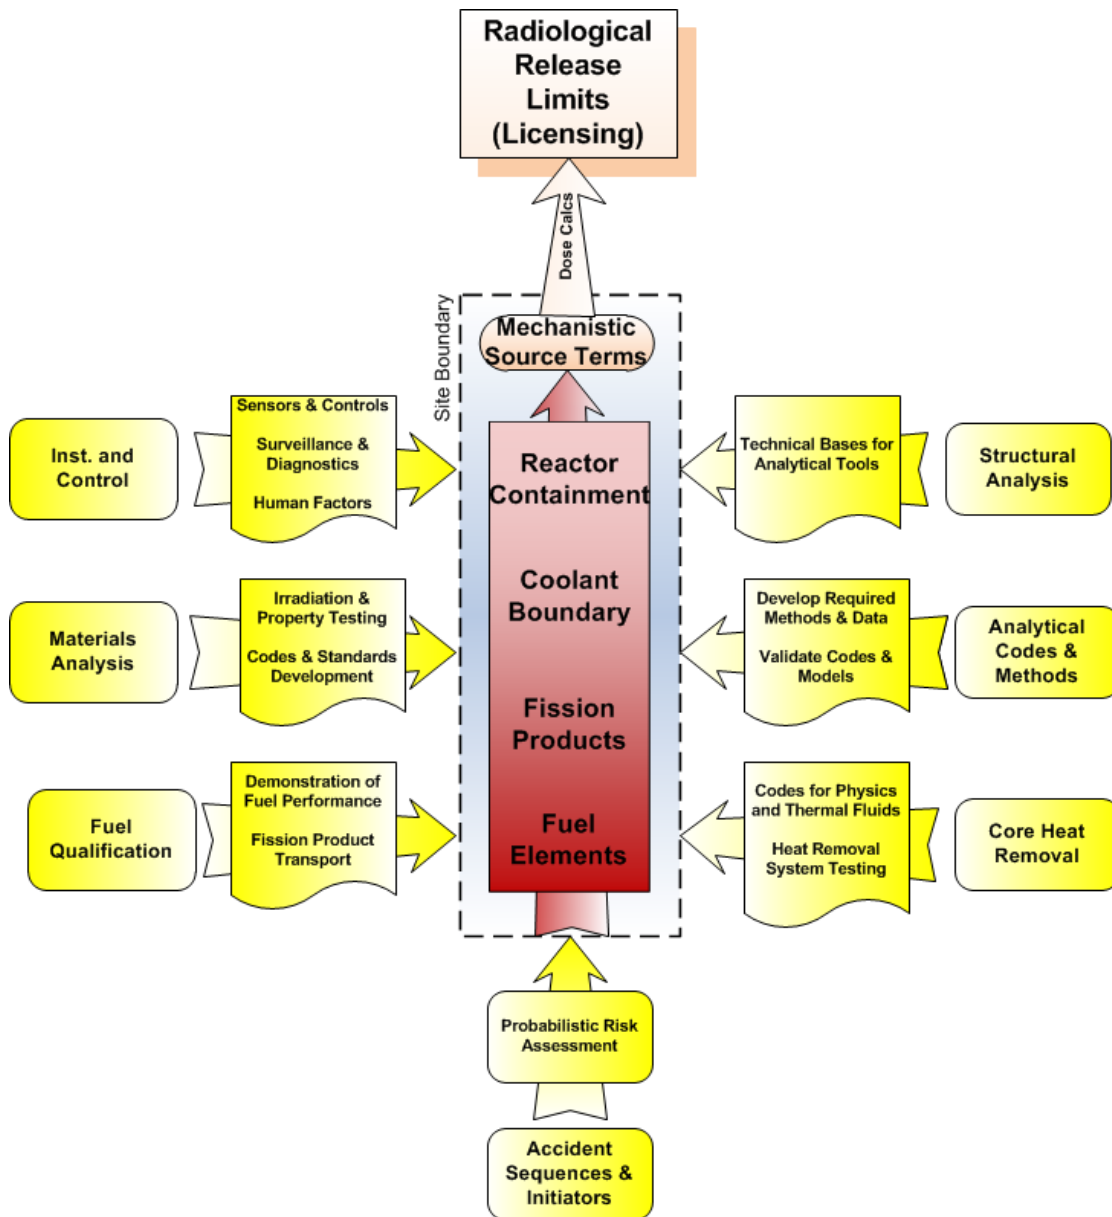 Radiological
Release
Limits
(Licensing)
Dose Calcs
Site Boundary
Mechanistic
Source Terms
Inst. and
Control
Sensors & Controls
Surveillance &
Diagnostics
Human Factors
Reactor
Containment
Technical Bases for
Analytical Tools
Structural
Analysis
Materials
Analysis
Irradiation &
Property Testing
Codes & Standards
Development
Coolant
Boundary
Develop Required
Methods & Data
Validate Codes &
Models
Analytical
Codes &
Methods
Fission
Products
Fuel
Qualification
Demonstration of
Fuel Performance
Fission Product
Transport
Fuel
Elements
Codes for Physics
and Thermal Fluids
Heat Removal
System Testing
Core Heat
Removal
Probabilistic Risk
Assessment
Accident
Sequences &
Initiators